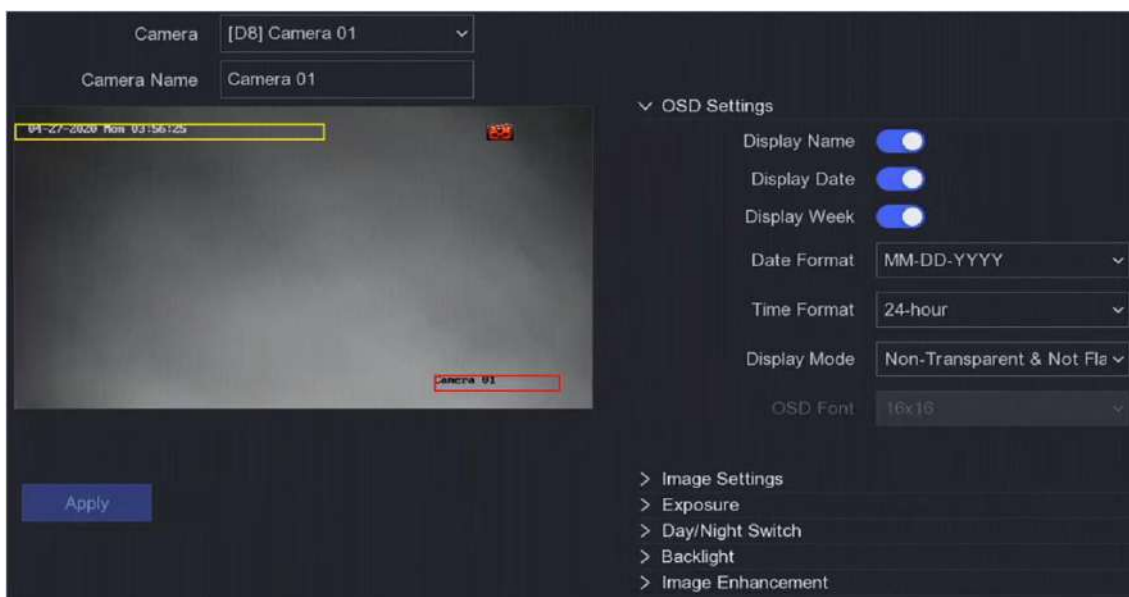 Camera [D8] Camera 01
Camera Name Camera 01
04-27-2020 Mon 03:56:25
Camera 01
Apply
OSD Settings
Display Name
Display Date
Display Week
Date Format MM-DD-YYYY
Time Format 24-hour
Display Mode Non-Transparent & Not Fla
OSD Font 16x16
Image Settings
Exposure
Day/Night Switch
Backlight
Image Enhancement